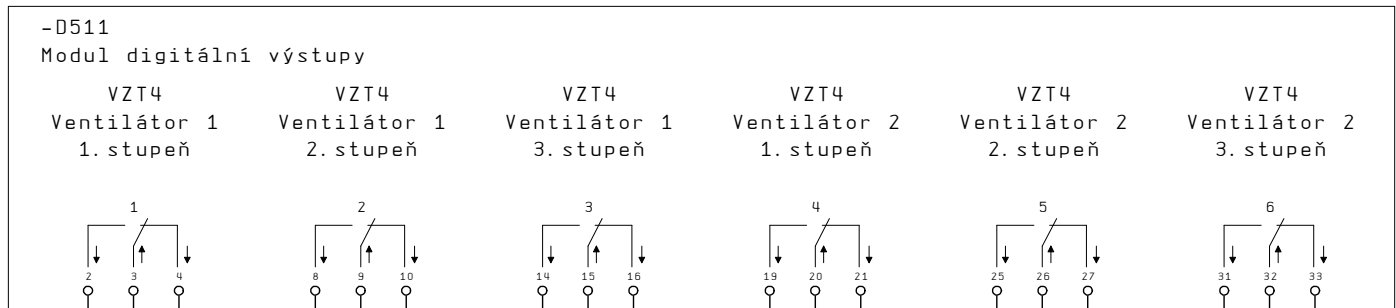 -D511
Modul digitální výstupy
VZT4 VZT4 VZT4 VZT4 VZT4 VZT4
Ventilátor 1 Ventilátor 1 Ventilátor 1 Ventilátor 2 Ventilátor 2 Ventilátor 2
1.stupeň 2.stupeň 3.stupeň 1.stupeň 2.stupeň 3.stupeň
1 2 3 4 5 6
2 3 4 8 9 10 14 15 16 19 20 21 25 26 27 31 32 33